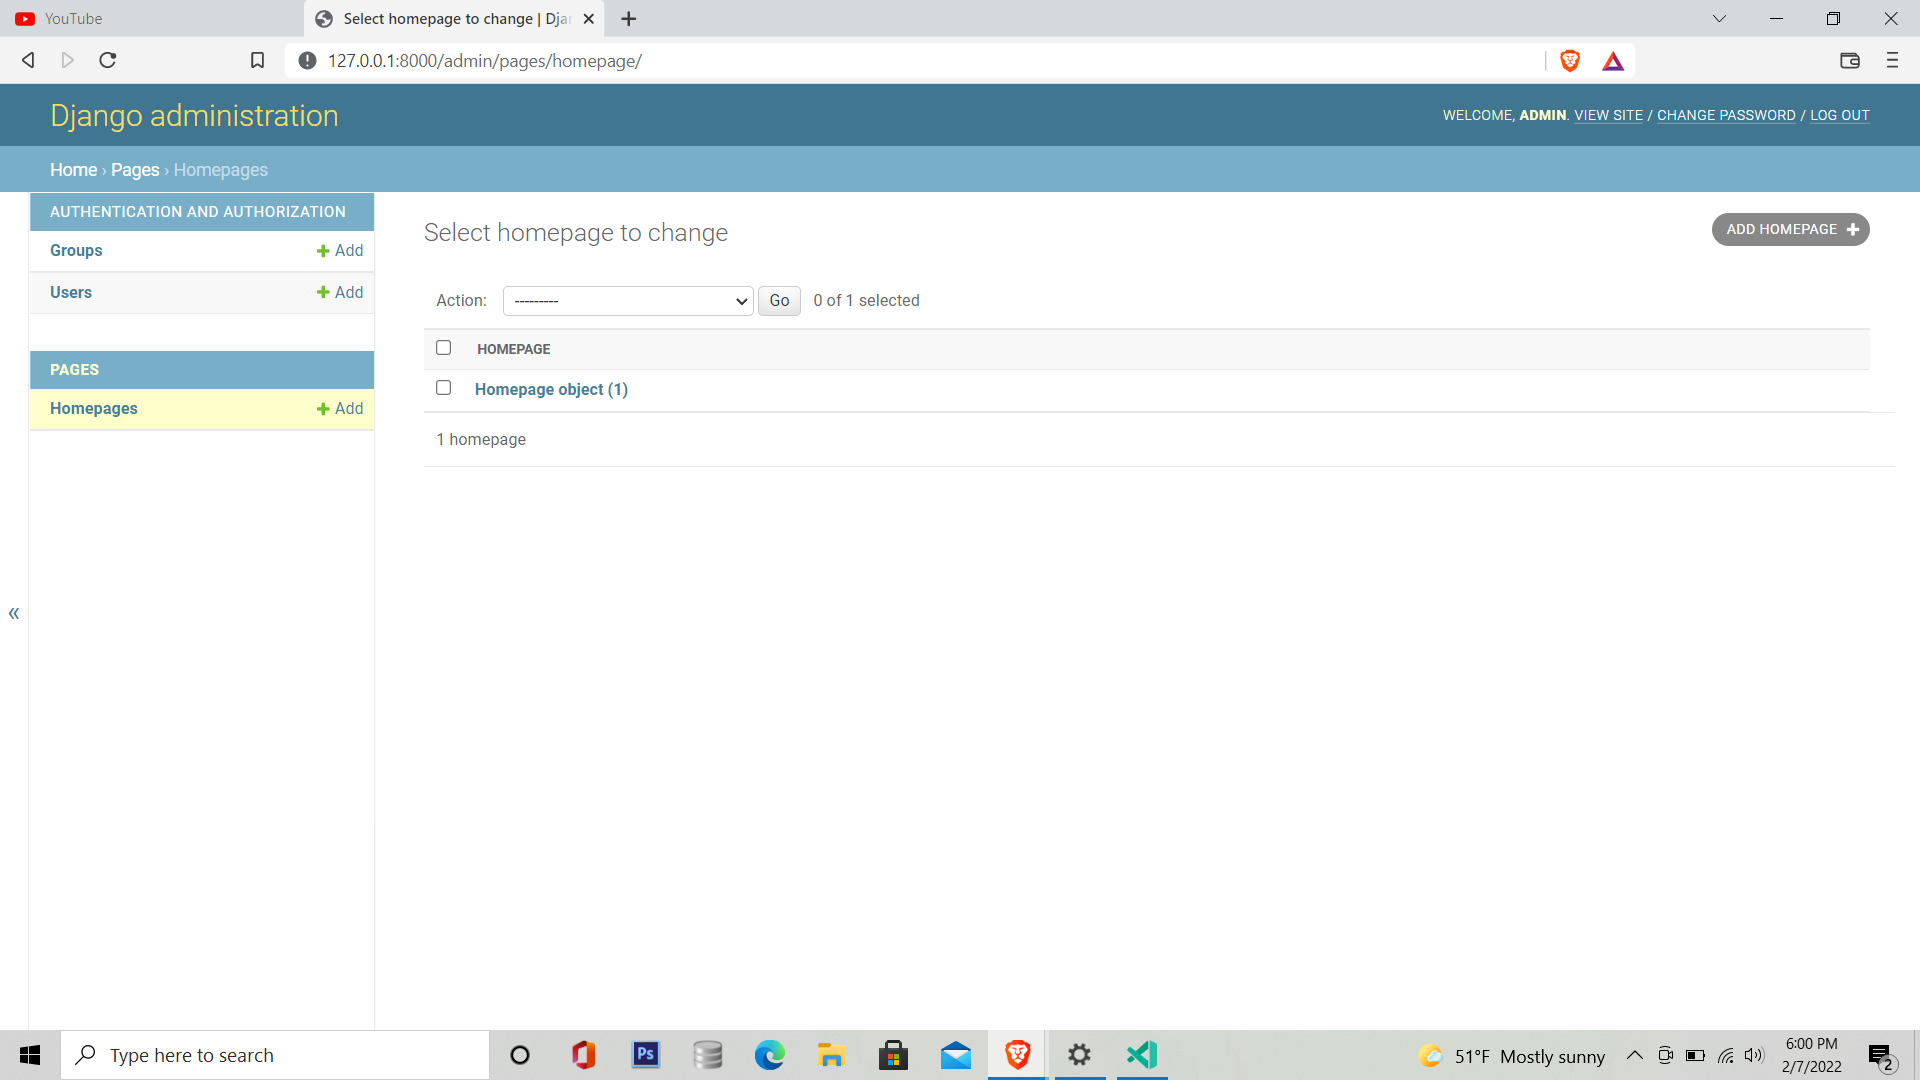 YouTube
Select homepage to change | Dja
127.0.0.1:8000/admin/pages/homepage/
Django administration
WELCOME, ADMIN. VIEW SITE / CHANGE PASSWORD / LOG OUT
Home › Pages › Homepages
AUTHENTICATION AND AUTHORIZATION
Groups Add
Users Add
PAGES
Homepages Add
«
Select homepage to change
ADD HOMEPAGE
Action: --------- Go 0 of 1 selected
HOMEPAGE
Homepage object (1)
1 homepage
Type here to search
Ps
51°F Mostly sunny
6:00 PM
2/7/2022
2